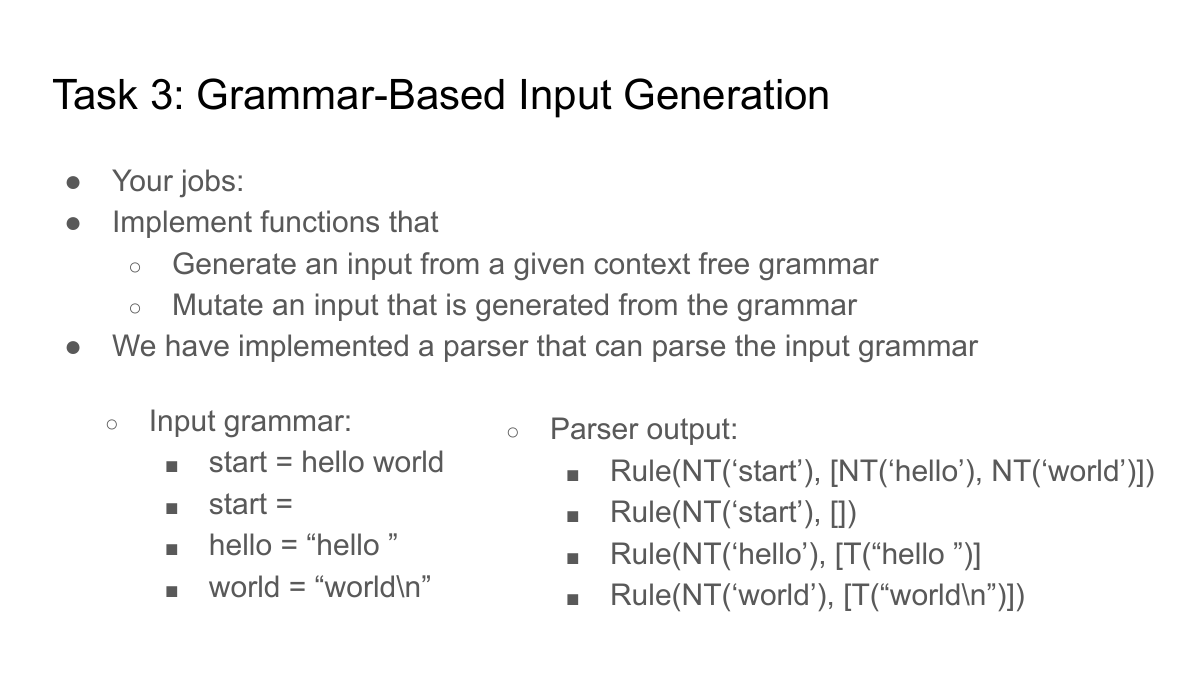 Task 3: Grammar-Based Input Generation
● Your jobs:
● Implement functions that
○ Generate an input from a given context free grammar
○ Mutate an input that is generated from the grammar
● We have implemented a parser that can parse the input grammar
○ Input grammar:
■ start = hello world
■ start =
■ hello = “hello ”
■ world = “world\n”
○ Parser output:
■ Rule(NT(‘start’), [NT(‘hello’), NT(‘world’)])
■ Rule(NT(‘start’), [])
■ Rule(NT(‘hello’), [T(“hello ”)]
■ Rule(NT(‘world’), [T(“world\n”)])